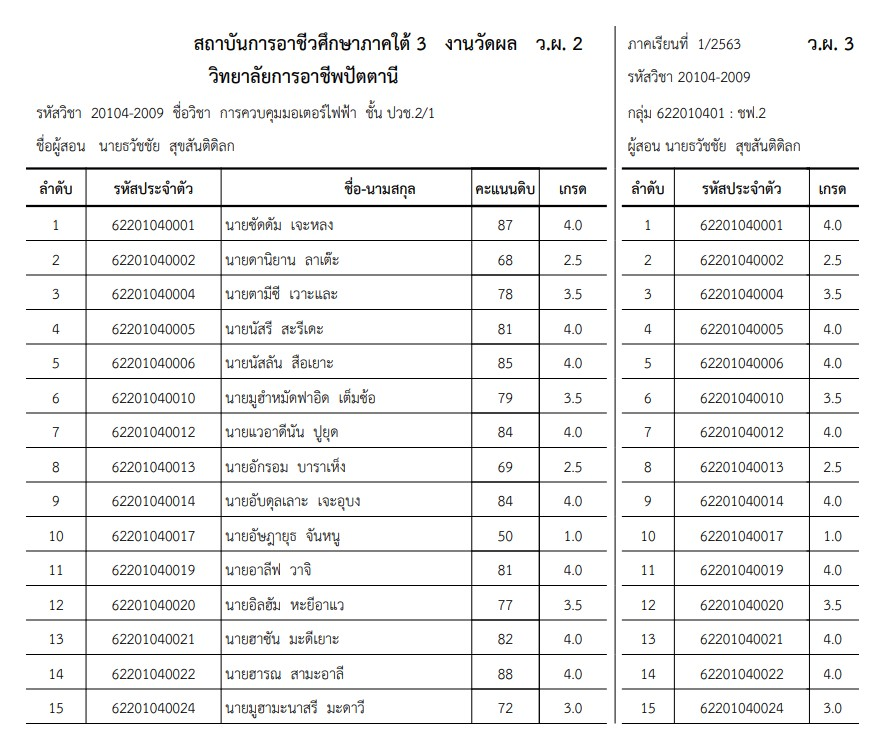 สถาบันการอาชีวศึกษาภาคใต้ 3 งานวัดผล ว.ผ. 2
วิทยาลัยการอาชีพปัตตานี
รหัสวิชา 20104-2009 ชื่อวิชา การควบคุมมอเตอร์ไฟฟ้า ชั้น ปวช.2/1
ชื่อผู้สอน นายธวัชชัย สุขสันติดิลก
ลำดับ รหัสประจำตัว ชื่อ-นามสกุล คะแนนดิบ เกรด
1 62201040001 นายซัดดัม เจะหลง 87 4.0
2 62201040002 นายดานิยาน ลาเต๊ะ 68 2.5
3 62201040004 นายตามีซี เวาะและ 78 3.5
4 62201040005 นายนัสรี สะรีเดะ 81 4.0
5 62201040006 นายนัสลัน สือเยาะ 85 4.0
6 62201040010 นายมูฮำหมัดฟาอิด เต็มซ้อ 79 3.5
7 62201040012 นายแวอาดีนัน ปูยุด 84 4.0
8 62201040013 นายอักรอม บาราเห็ง 69 2.5
9 62201040014 นายอับดุลเลาะ เจะอุบง 84 4.0
10 62201040017 นายอัษฎายุธ จันหนู 50 1.0
11 62201040019 นายอาลีฟ วาจิ 81 4.0
12 62201040020 นายอิลฮัม หะยีอาแว 77 3.5
13 62201040021 นายฮาซัน มะดีเยาะ 82 4.0
14 62201040022 นายฮารณ สามะอาลี 88 4.0
15 62201040024 นายมูฮามะนาสรี มะดาวี 72 3.0
ภาคเรียนที่ 1/2563 ว.ผ. 3
รหัสวิชา 20104-2009
กลุ่ม 622010401 : ชฟ.2
ผู้สอน นายธวัชชัย สุขสันติดิลก
ลำดับ รหัสประจำตัว เกรด
1 62201040001 4.0
2 62201040002 2.5
3 62201040004 3.5
4 62201040005 4.0
5 62201040006 4.0
6 62201040010 3.5
7 62201040012 4.0
8 62201040013 2.5
9 62201040014 4.0
10 62201040017 1.0
11 62201040019 4.0
12 62201040020 3.5
13 62201040021 4.0
14 62201040022 4.0
15 62201040024 3.0